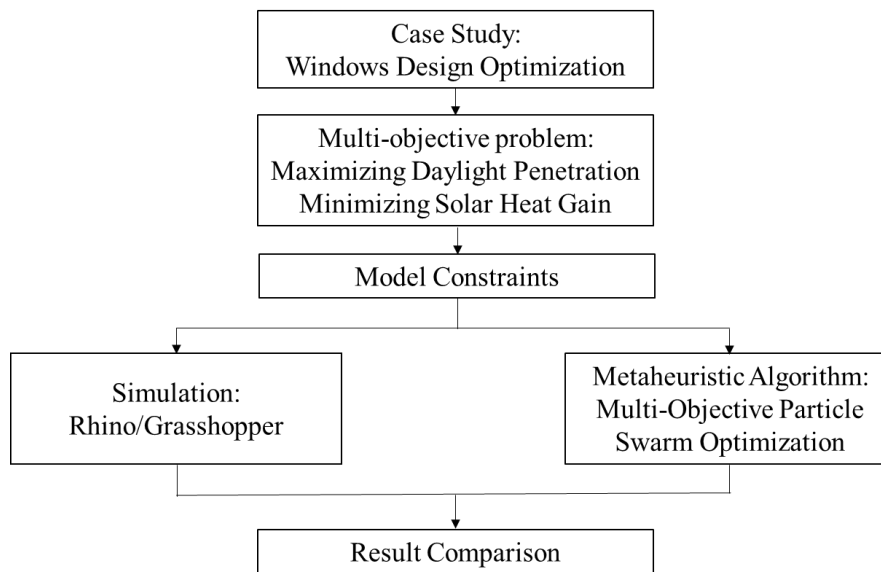 Case Study:
Windows Design Optimization
Multi-objective problem:
Maximizing Daylight Penetration
Minimizing Solar Heat Gain
Model Constraints
Simulation:
Rhino/Grasshopper
Metaheuristic Algorithm:
Multi-Objective Particle
Swarm Optimization
Result Comparison